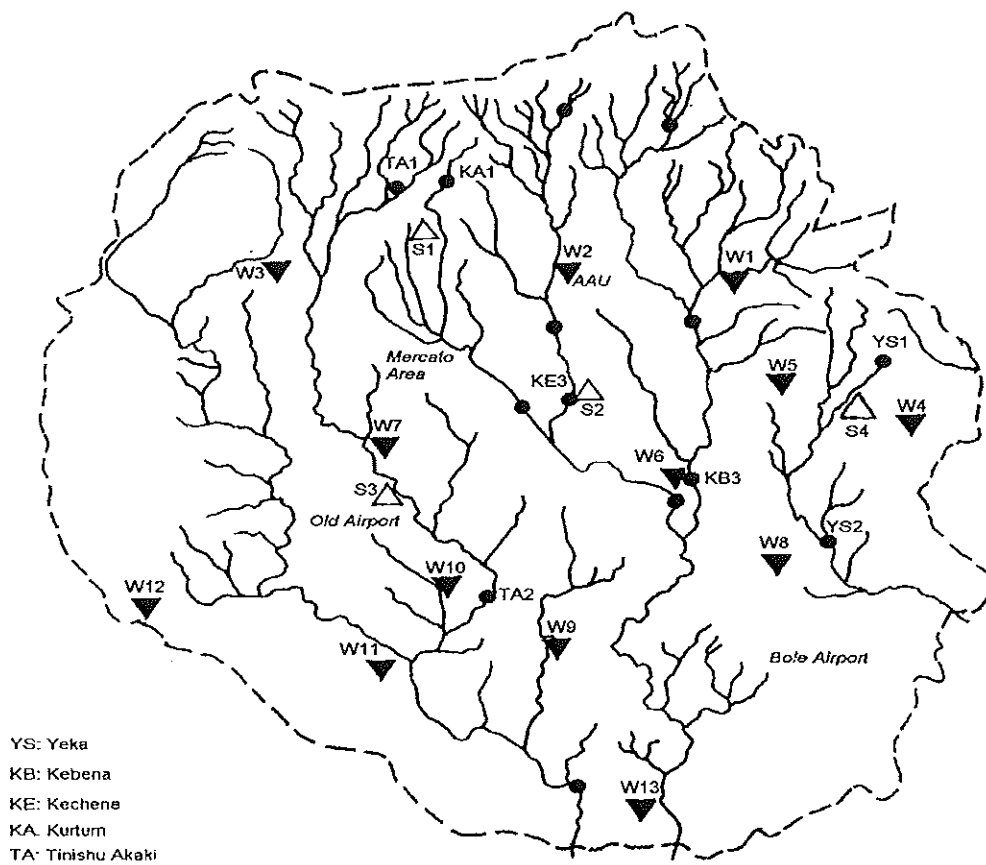 TA1
KA1
S1
W2
AAU
W1
W3
Mercato
Area
YS1
W5
KE3
S2
S4
W4
W7
W6
KB3
S3
Old Airport
YS2
W8
W10
TA2
W12
W9
W11
Bole Airport
W13
YS: Yeka
KB: Kebena
KE: Kechene
KA. Kurtum
TA: Tinishu Akaki